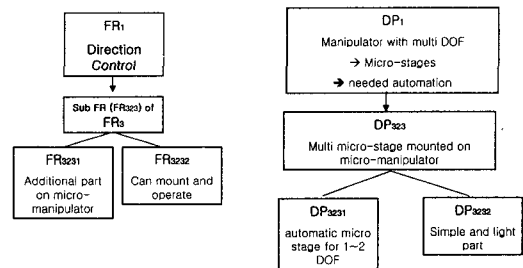 FR1
Direction
Control
Sub FR (FR323) of
FR3
FR3231
Additional part
on micro-
manipulator
FR3232
Can mount and
operate
DP1
Manipulator with multi DOF
→ Micro-stages
➔ needed automation
DP323
Multi micro-stage mounted on
micro-manipulator
DP3231
automatic micro
stage for 1~2
DOF
DP3232
Simple and light
part